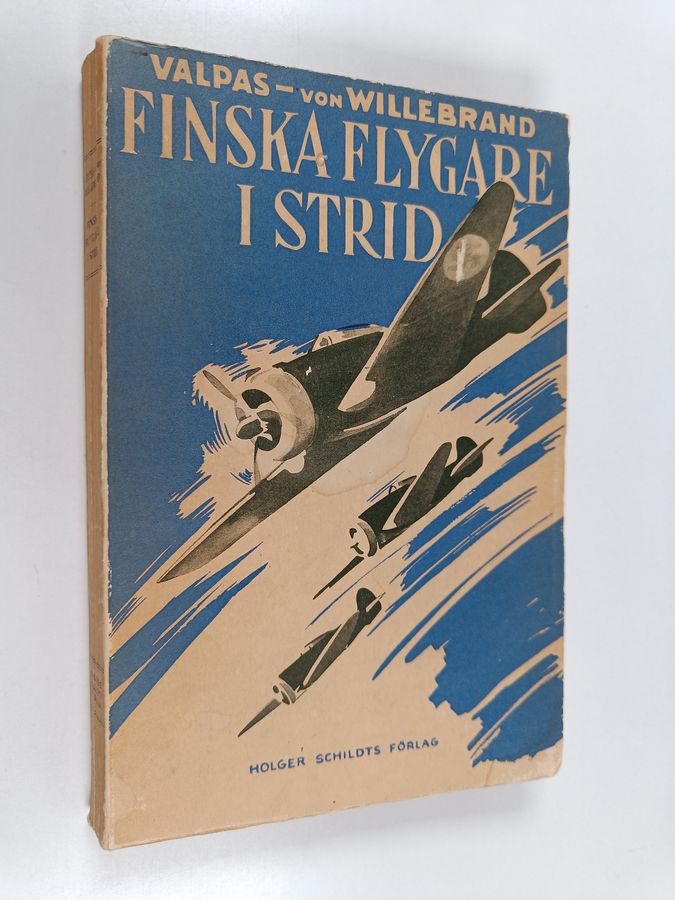 VALPAS – VON WILLEBRAND
FINSKA FLYGARE
I STRID
HOLGER SCHILDTS FÖRLAG